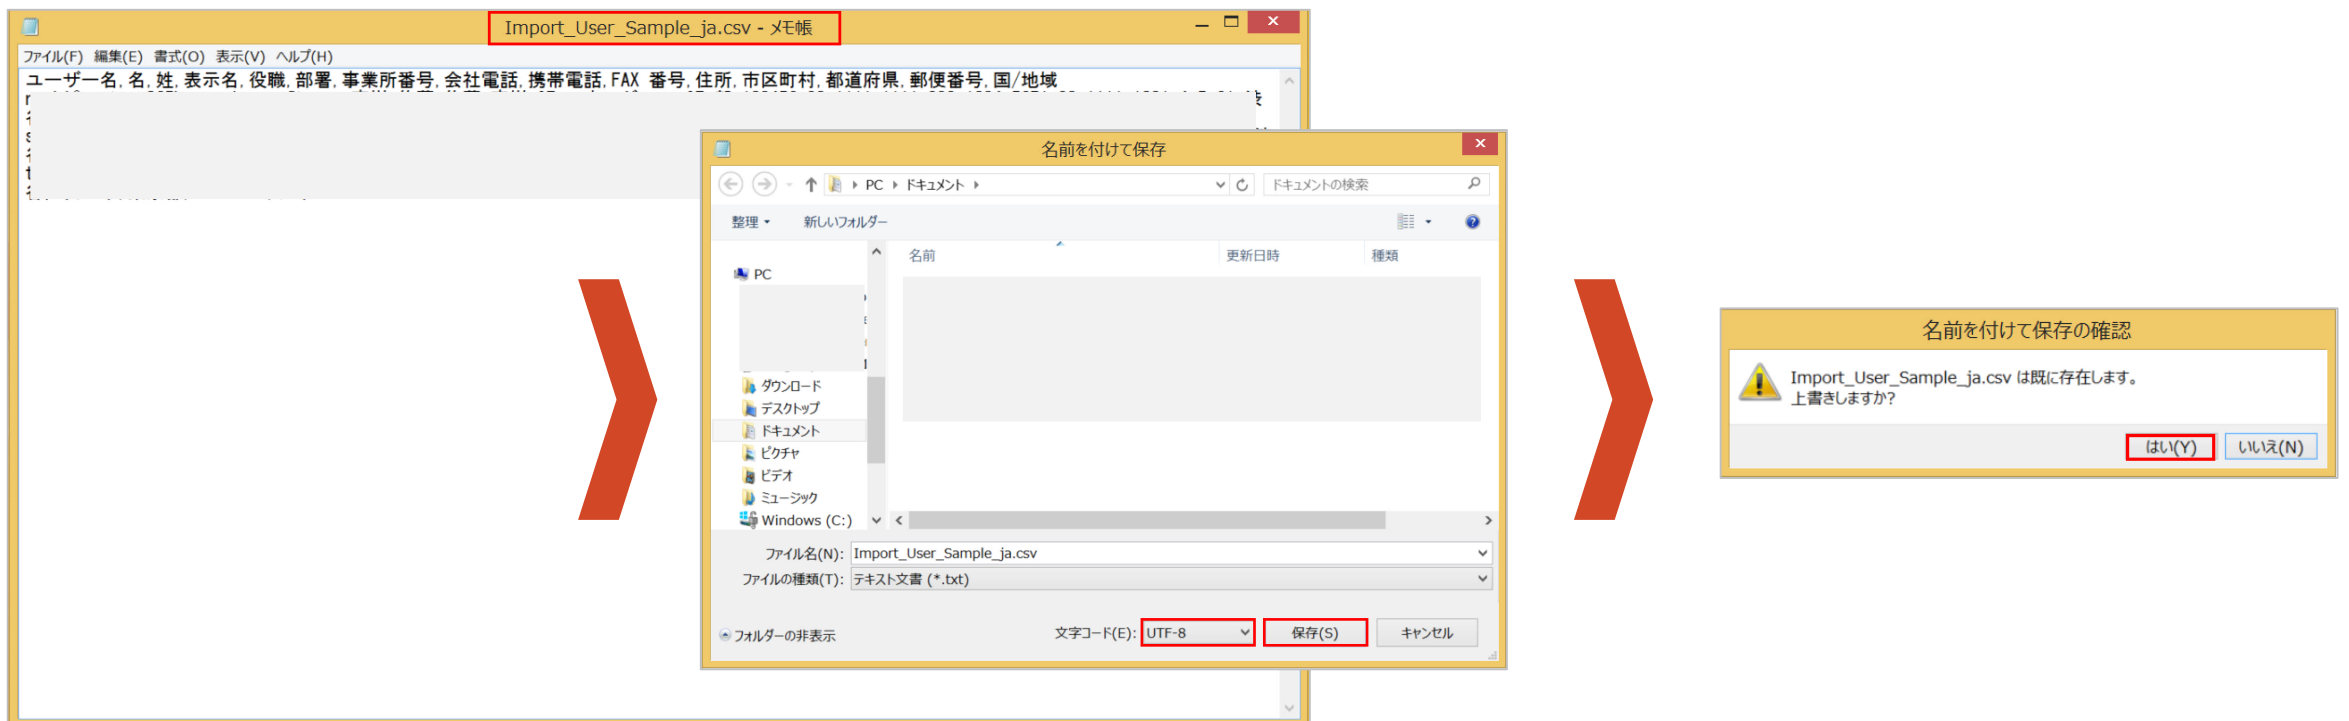 Import_User_Sample_ja.csv - メモ帳
ファイル(F) 編集(E) 書式(O) 表示(V) ヘルプ(H)
ユーザー名,名,姓,表示名,役職,部署,事業所番号,会社電話,携帯電話,FAX 番号,住所,市区町村,都道府県,郵便番号,国/地域
名前を付けて保存
PC ドキュメント
ドキュメントの検索
整理 新しいフォルダー
名前 更新日時 種類
PC
ダウンロード
デスクトップ
ドキュメント
ピクチャ
ビデオ
ミュージック
Windows (C:)
ファイル名(N): Import_User_Sample_ja.csv
ファイルの種類(T): テキスト文書 (*.txt)
フォルダーの非表示
文字コード(E): UTF-8 保存(S) キャンセル
名前を付けて保存の確認
Import_User_Sample_ja.csv は既に存在します。
上書きしますか?
はい(Y) いいえ(N)